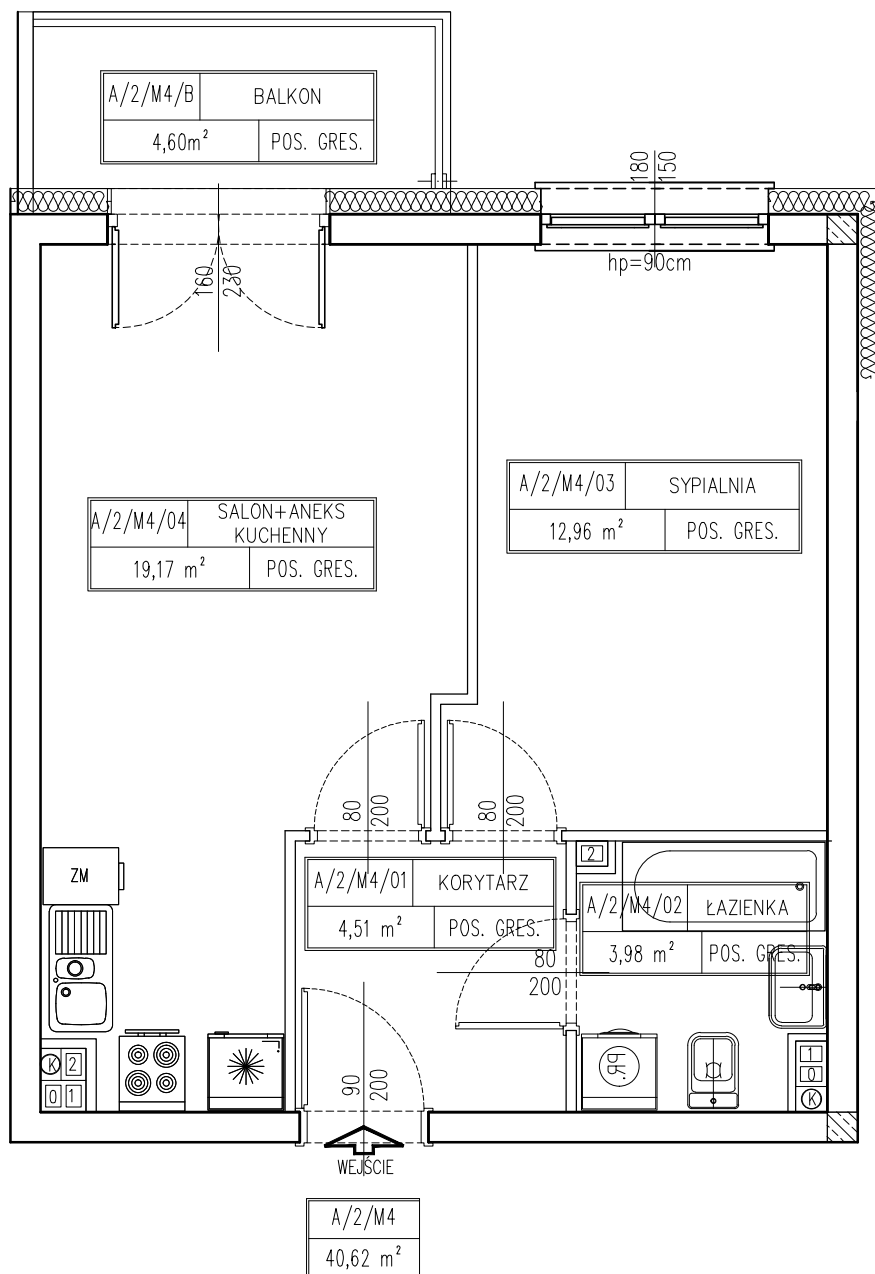 A/2/M4/B BALKON
4,60m² POS. GRES.
180
150
hp=90cm
160
230
A/2/M4/03 SYPIALNIA
12,96 m² POS. GRES.
A/2/M4/04 SALON+ANEKS
KUCHENNY
19,17 m² POS. GRES.
80
200
80
200
ZM
2
A/2/M4/01 KORYTARZ
4,51 m² POS. GRES.
A/2/M4/02 ŁAZIENKA
3,98 m² POS. GRES.
80
200
K 2
0 1
90
200
PR.
1
0
K
WEJŚCIE
A/2/M4
40,62 m²